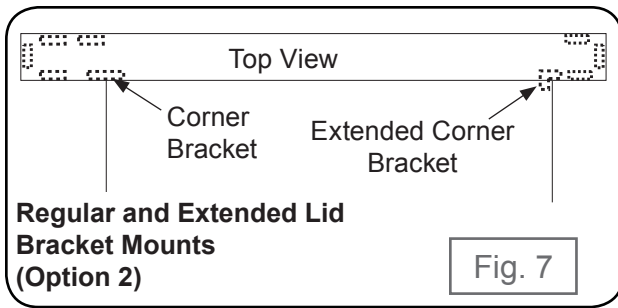 Top View
Corner
Bracket
Extended Corner
Bracket
Regular and Extended Lid
Bracket Mounts
(Option 2)
Fig. 7